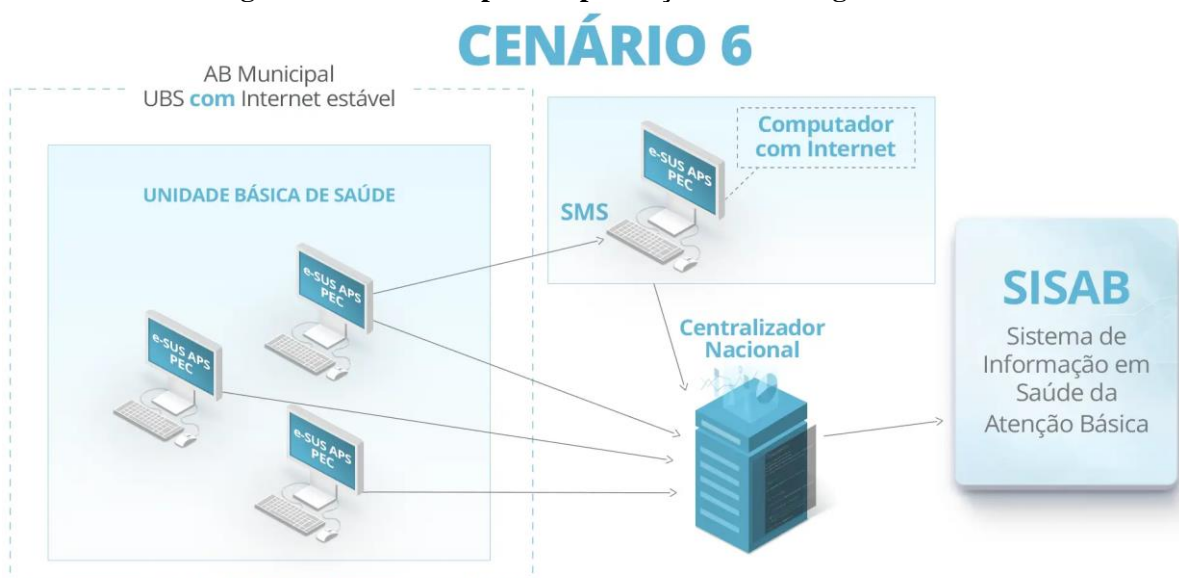 CENÁRIO 6
AB Municipal
UBS com Internet estável
UNIDADE BÁSICA DE SAÚDE
e-SUS APS
PEC
e-SUS APS
PEC
e-SUS APS
PEC
SMS
e-SUS APS
PEC
Computador
com Internet
Centralizador
Nacional
SISAB
Sistema de
Informação em
Saúde da
Atenção Básica